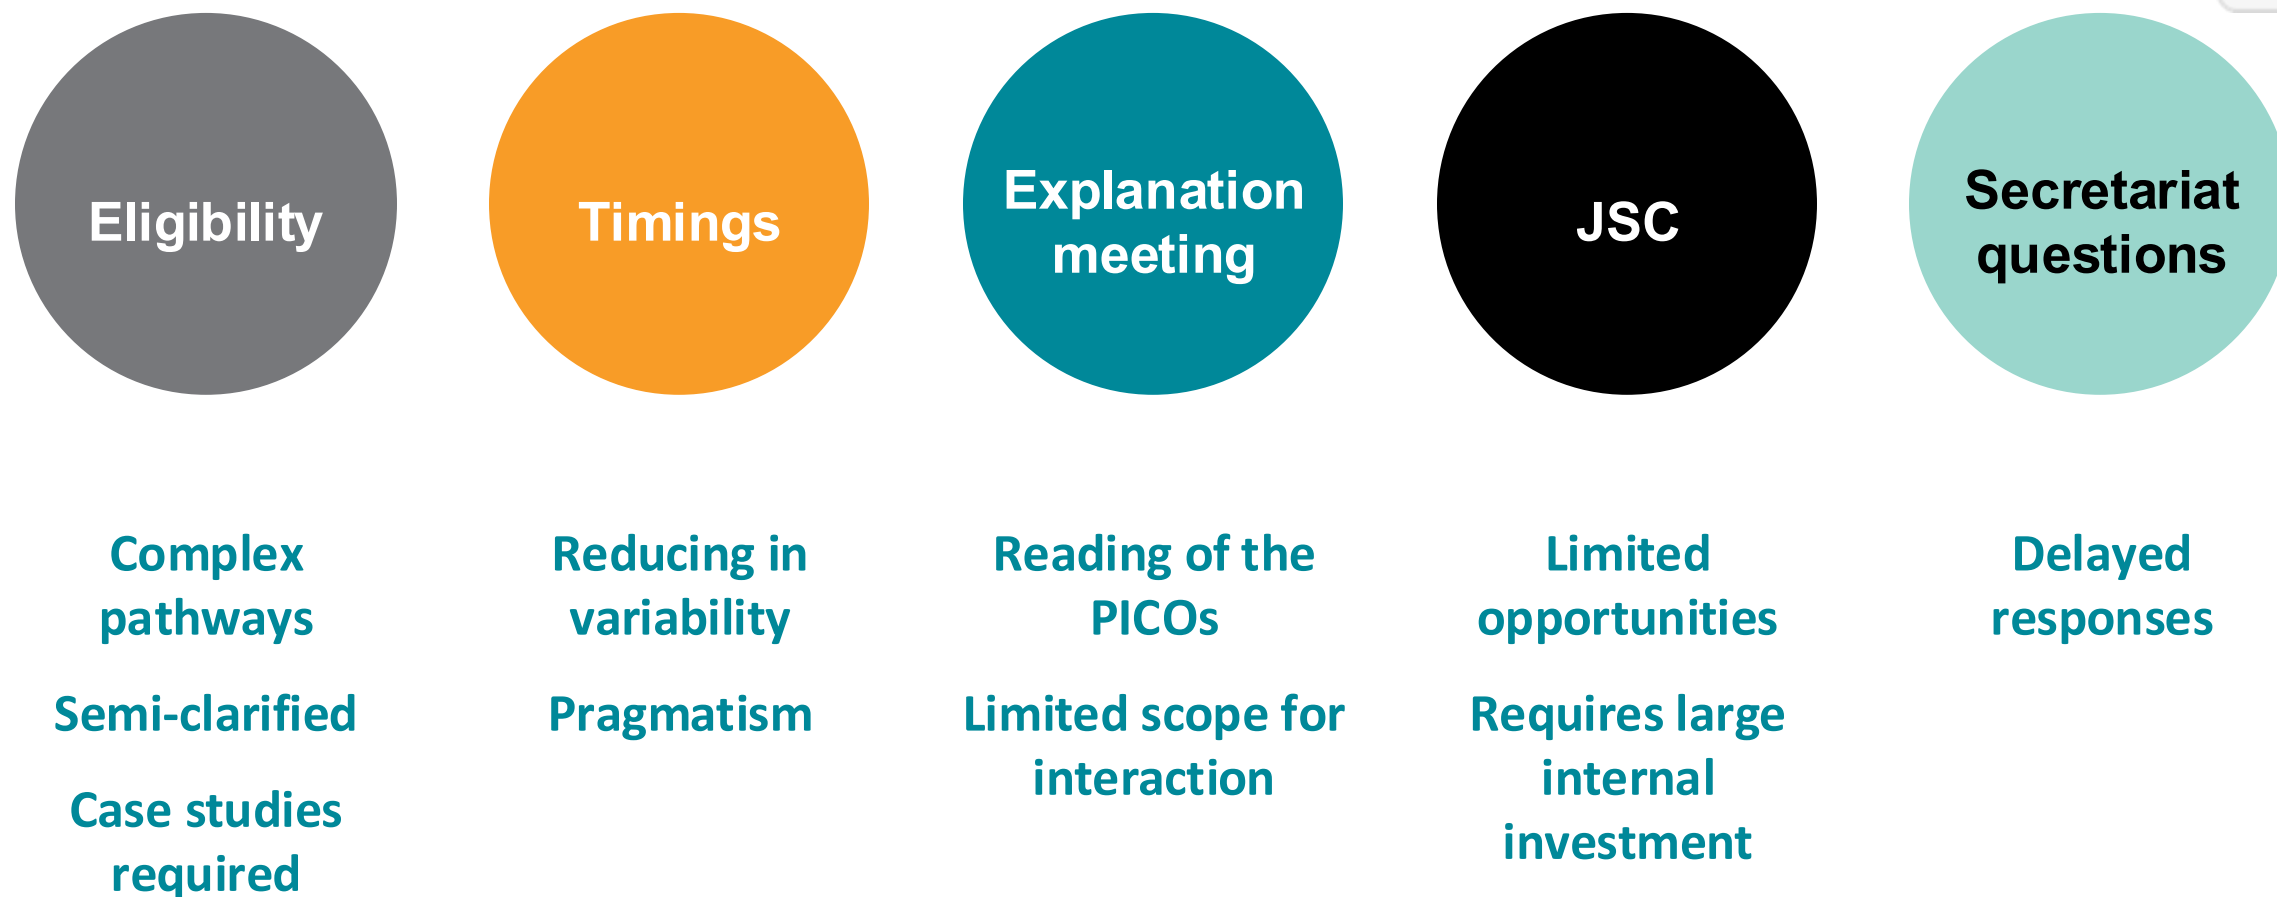 Eligibility
Timings
Explanation
meeting
JSC
Secretariat
questions
Complex
pathways
Semi-clarified
Case studies
required
Reducing in
variability
Pragmatism
Reading of the
PICOs
Limited scope for
interaction
Limited
opportunities
Requires large
internal
investment
Delayed
responses